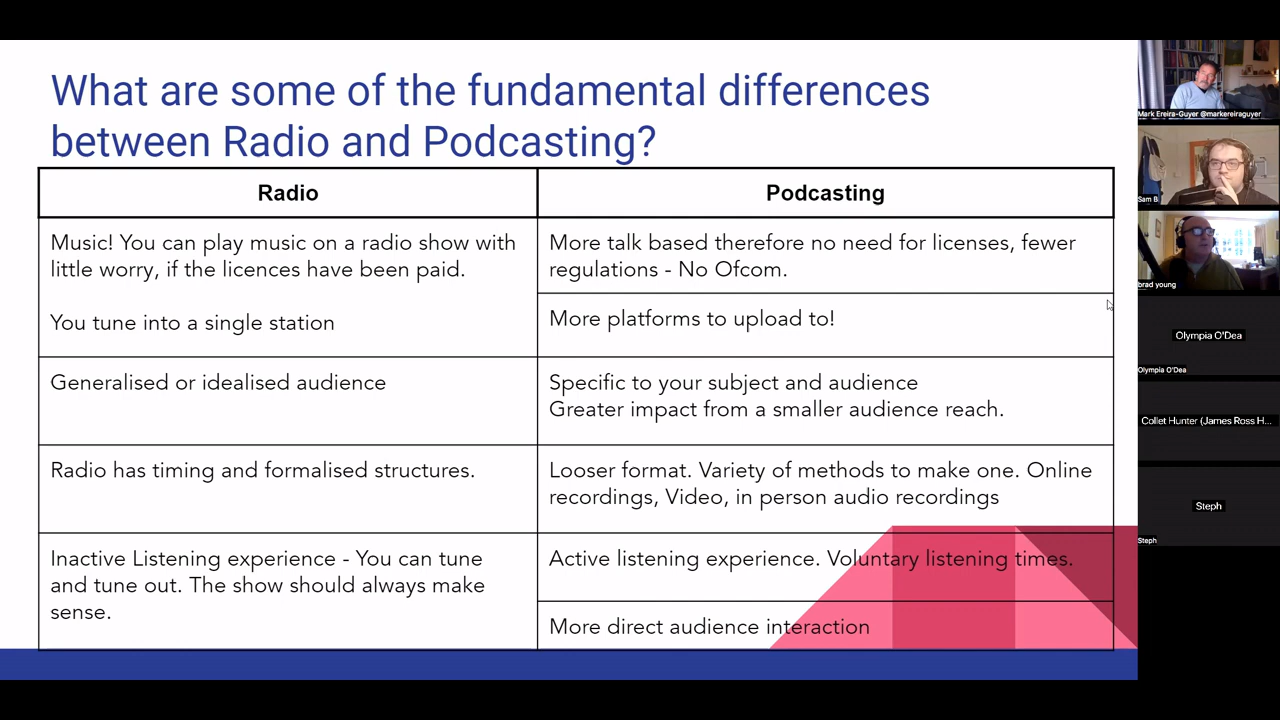 What are some of the fundamental differences
between Radio and Podcasting?
Radio
Podcasting
Music! You can play music on a radio show with
little worry, if the licences have been paid.
You tune into a single station
More talk based therefore no need for licenses, fewer
regulations - No Ofcom.
More platforms to upload to!
Generalised or idealised audience
Specific to your subject and audience
Greater impact from a smaller audience reach.
Radio has timing and formalised structures.
Looser format. Variety of methods to make one. Online
recordings, Video, in person audio recordings
Inactive Listening experience - You can tune
and tune out. The show should always make
sense.
Active listening experience. Voluntary listening times.
More direct audience interaction
Mark Ereira-Guyer @markereiraguyer
Sam B
brad young
Olympia O'Dea
Olympia O'Dea
Collet Hunter (James Ross H...
Steph
Steph